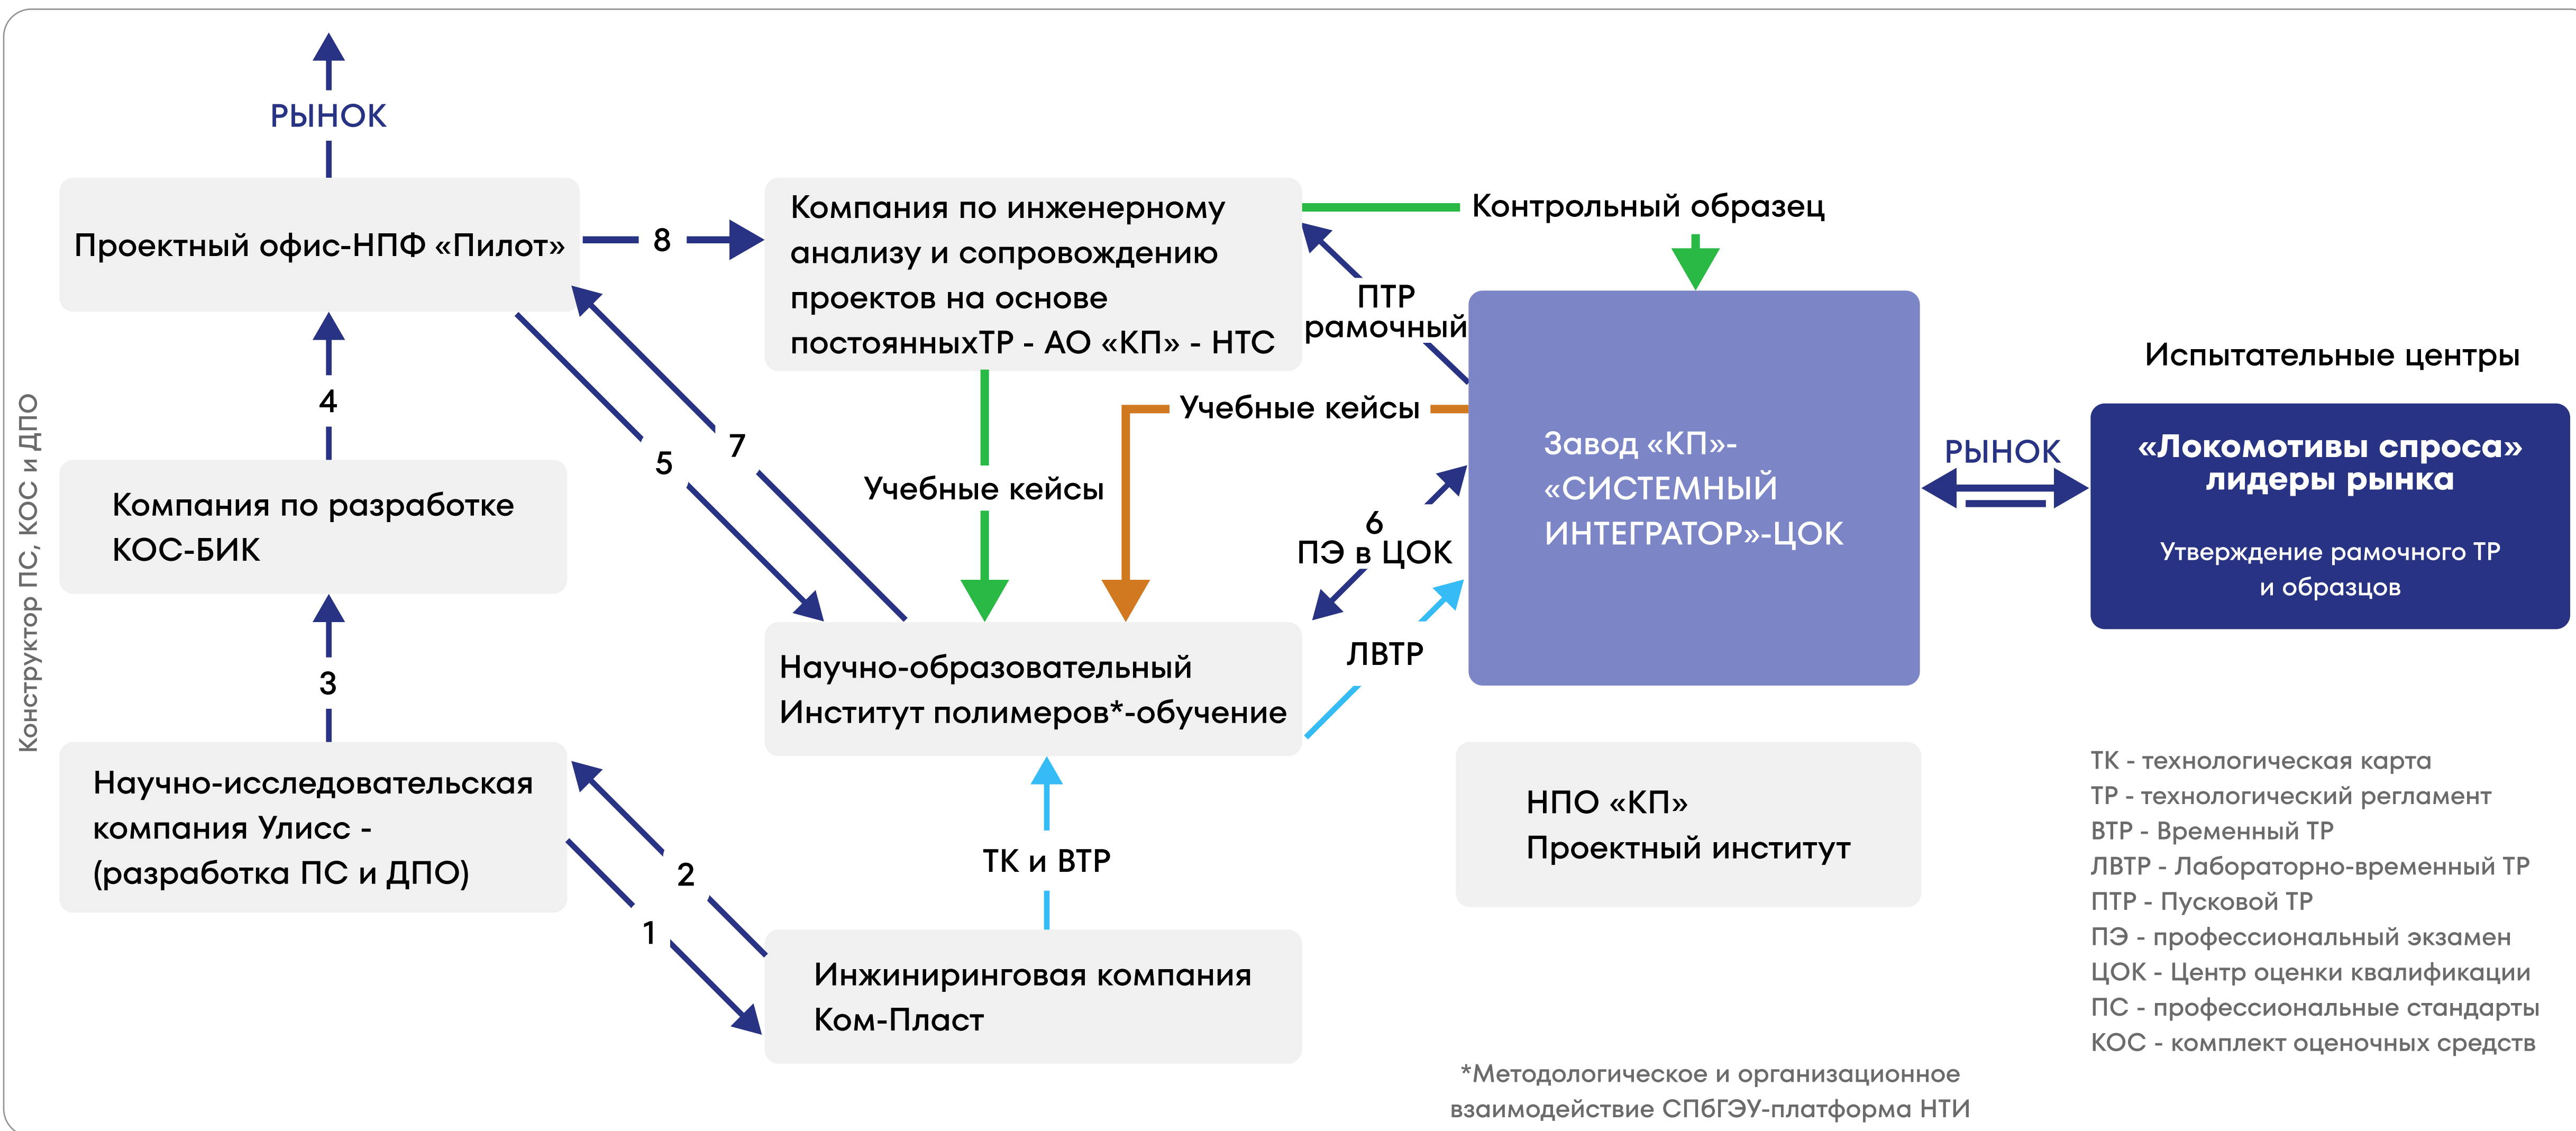 РЫНОК
Проектный офис-НПФ «Пилот»
8
Компания по инженерному
анализу и сопровождению
проектов на основе
постоянныхТР - АО «КП» - НТС
Контрольный образец
ПТР
рамочный
4
5
7
Учебные кейсы
Учебные кейсы
Компания по разработке
КОС-БИК
Завод «КП»-
«СИСТЕМНЫЙ
ИНТЕГРАТОР»-ЦОК
РЫНОК
Испытательные центры
«Локомотивы спроса»
лидеры рынка
Утверждение рамочного ТР
и образцов
6
ПЭ в ЦОК
ЛВТР
3
Научно-образовательный
Институт полимеров*-обучение
Научно-исследовательская
компания Улисс -
(разработка ПС и ДПО)
2
1
ТК и ВТР
Инжиниринговая компания
Ком-Пласт
НПО «КП»
Проектный институт
ТК - технологическая карта
ТР - технологический регламент
ВТР - Временный ТР
ЛВТР - Лабораторно-временный ТР
ПТР - Пусковой ТР
ПЭ - профессиональный экзамен
ЦОК - Центр оценки квалификации
ПС - профессиональные стандарты
КОС - комплект оценочных средств
*Методологическое и организационное
взаимодействие СПбГЭУ-платформа НТИ
Конструктор ПС, КОС и ДПО